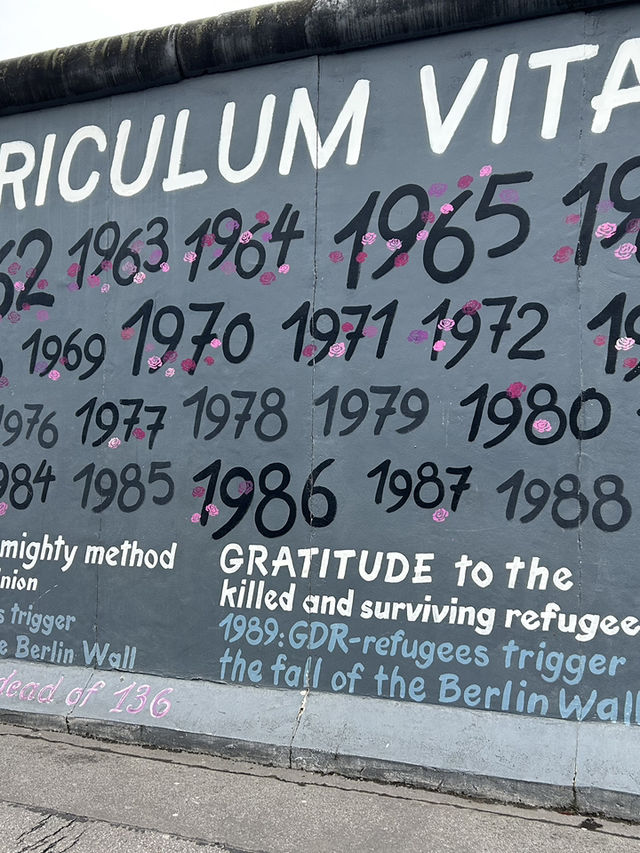 RICULUM VITA
62 1963 1964 1965 19
1969 1970 1971 1972 19
1976 1977 1978 1979 1980
984 1985 1986 1987 1988
mighty method
nion
s trigger
e Berlin Wall
GRATITUDE to the
killed and surviving refugee
1989: GDR-refugees trigger
the fall of the Berlin Wall
dead of 136